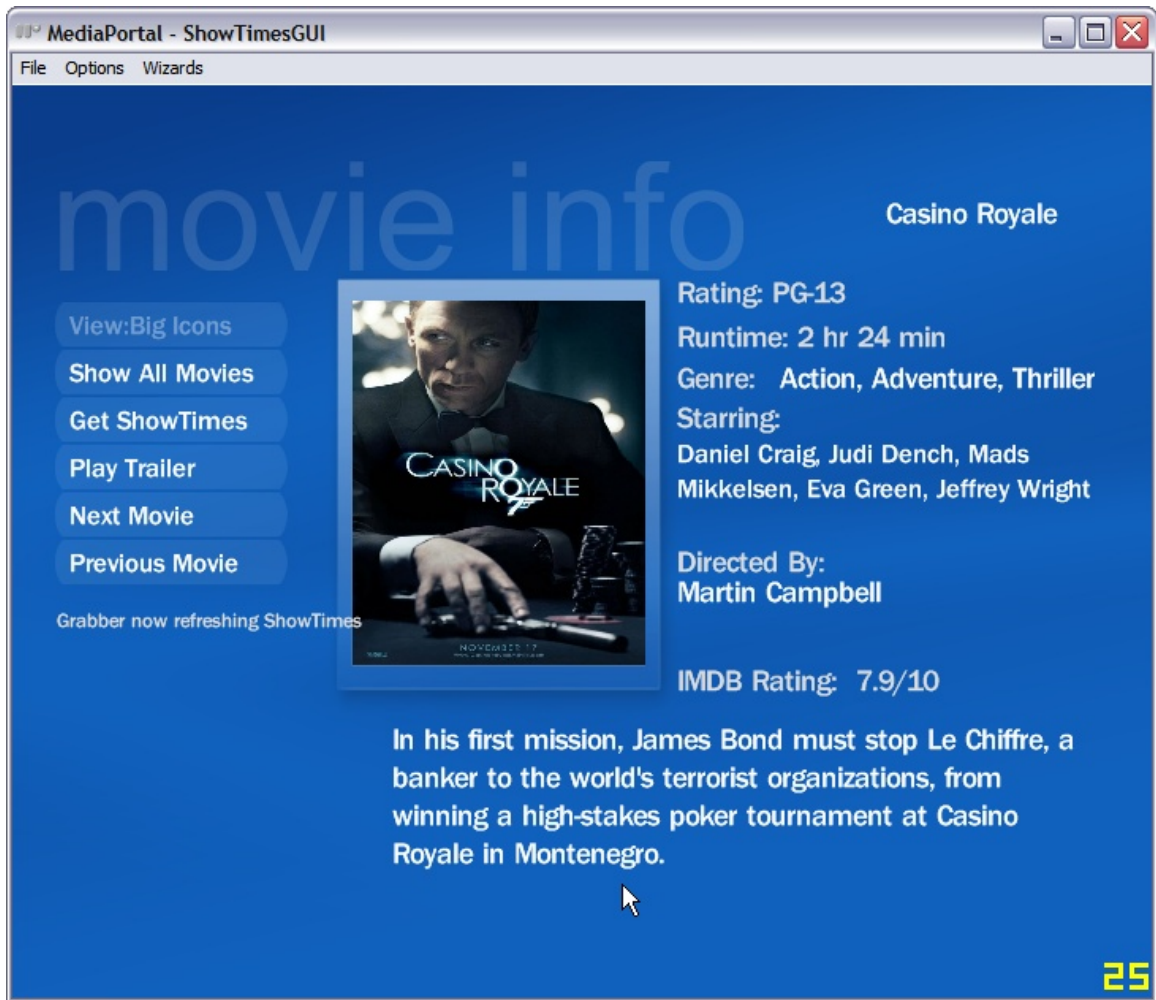 MediaPortal - ShowTimesGUI
File Options Wizards
movie info
Casino Royale
View:Big Icons
Show All Movies
Get ShowTimes
Play Trailer
Next Movie
Previous Movie
Grabber now refreshing ShowTimes
CASINO
ROYALE
NOVEMBER 17
Rating: PG-13
Runtime: 2 hr 24 min
Genre: Action, Adventure, Thriller
Starring:
Daniel Craig, Judi Dench, Mads
Mikkelsen, Eva Green, Jeffrey Wright
Directed By:
Martin Campbell
IMDB Rating: 7.9/10
In his first mission, James Bond must stop Le Chiffre, a
banker to the world's terrorist organizations, from
winning a high-stakes poker tournament at Casino
Royale in Montenegro.
25